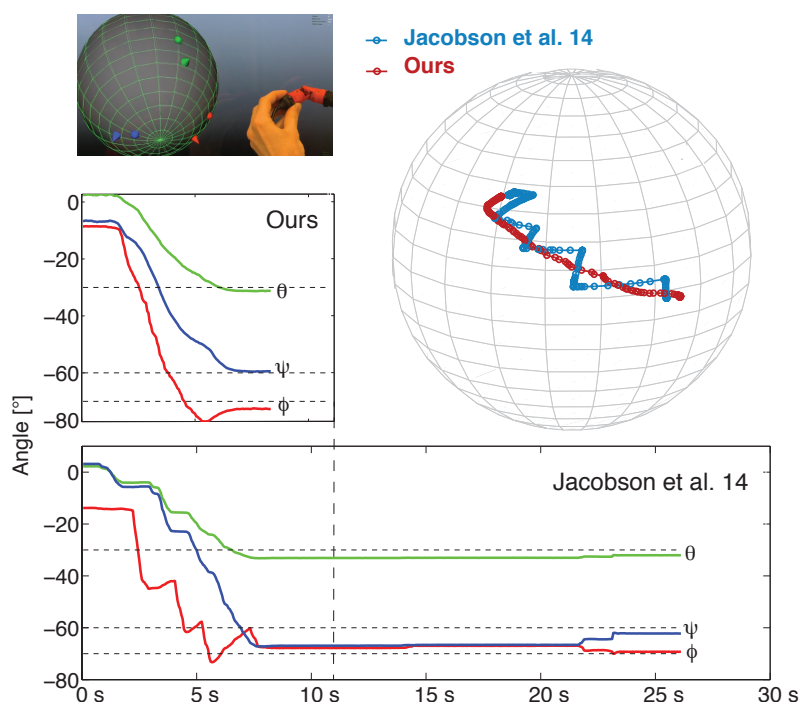 Jacobson et al. 14
Ours
Ours
0
−20
−40
−60
−80
θ
ψ
ϕ
Angle [°]
Jacobson et al. 14
0
−20
−40
−60
−80
θ
ψ
ϕ
0 s
5 s
10 s
15 s
20 s
25 s
30 s